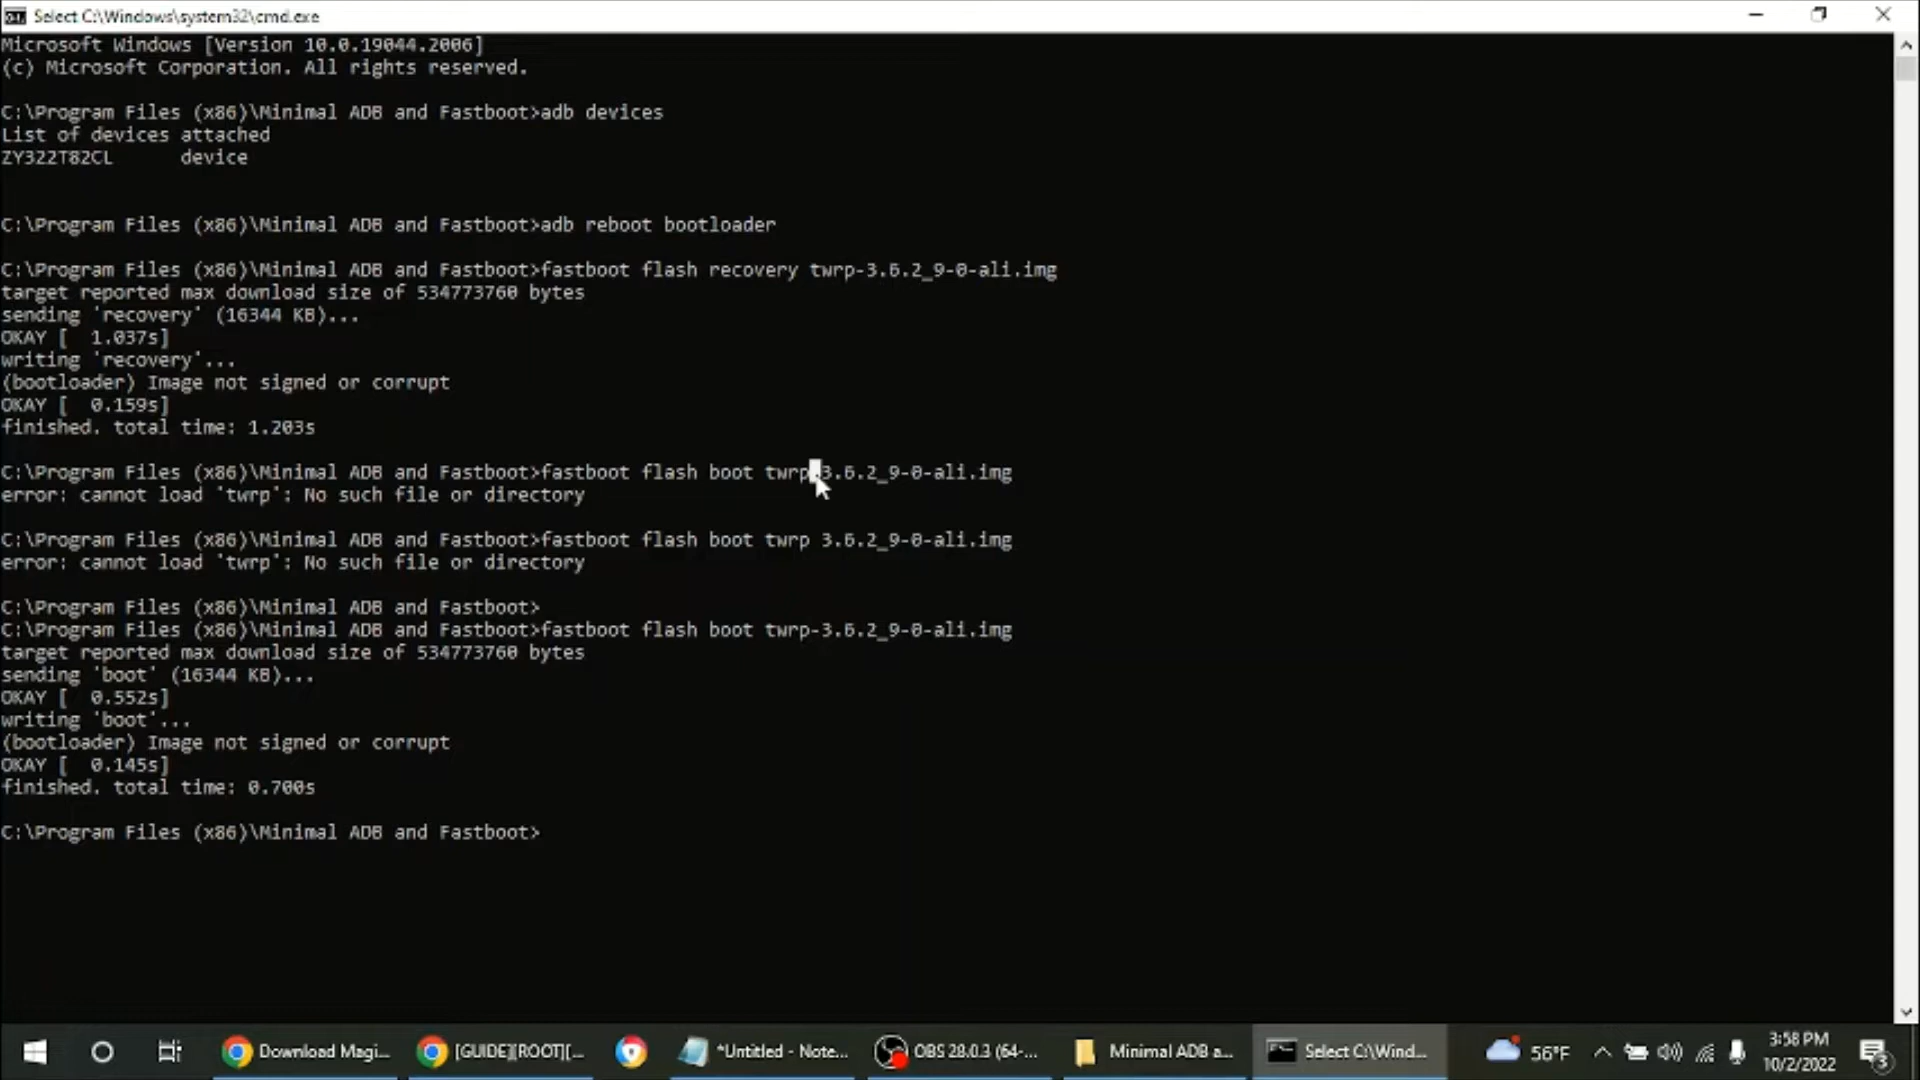 Select C:\Windows\system32\cmd.exe
Microsoft Windows [Version 10.0.19044.2006]
(c) Microsoft Corporation. All rights reserved.
C:\Program Files (x86)\Minimal ADB and Fastboot>adb devices
List of devices attached
ZY322T82CL device
C:\Program Files (x86)\Minimal ADB and Fastboot>adb reboot bootloader
C:\Program Files (x86)\Minimal ADB and Fastboot>fastboot flash recovery twrp-3.6.2_9-0-ali.img
target reported max download size of 534773760 bytes
sending 'recovery' (16344 KB)...
OKAY [ 1.037s]
writing 'recovery'...
(bootloader) Image not signed or corrupt
OKAY [ 0.159s]
finished. total time: 1.203s
C:\Program Files (x86)\Minimal ADB and Fastboot>fastboot flash boot twrp 3.6.2_9-0-ali.img
error: cannot load 'twrp': No such file or directory
C:\Program Files (x86)\Minimal ADB and Fastboot>fastboot flash boot twrp 3.6.2_9-0-ali.img
error: cannot load 'twrp': No such file or directory
C:\Program Files (x86)\Minimal ADB and Fastboot>
C:\Program Files (x86)\Minimal ADB and Fastboot>fastboot flash boot twrp-3.6.2_9-0-ali.img
target reported max download size of 534773760 bytes
sending 'boot' (16344 KB)...
OKAY [ 0.552s]
writing 'boot'...
(bootloader) Image not signed or corrupt
OKAY [ 0.145s]
finished. total time: 0.700s
C:\Program Files (x86)\Minimal ADB and Fastboot>
Download Magi... [GUIDE][ROOT][... *Untitled - Note... OBS 28.0.3 (64-... Minimal ADB a... Select C:\Wind... 56°F 3:58 PM
10/2/2022 3